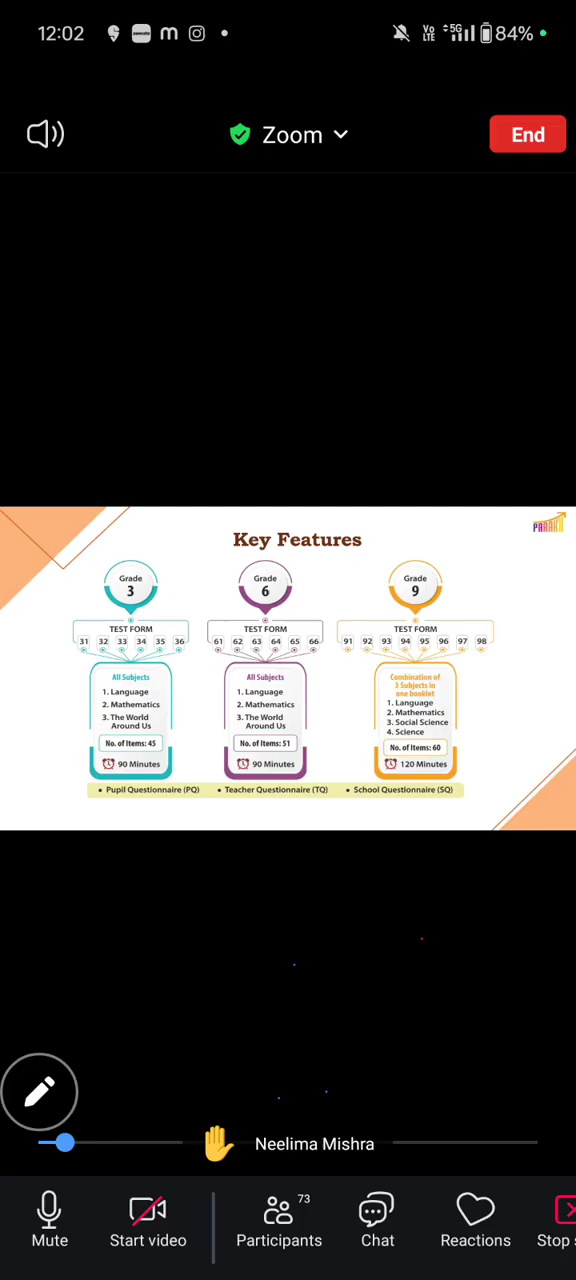 12:02
m
Vo
LTE
5G
84%
Zoom
End
PARAKH
Key Features
Grade
3
Grade
6
Grade
9
TEST FORM
TEST FORM
TEST FORM
31 32 33 34 35 36
61 62 63 64 65 66
91 92 93 94 95 96 97 98
All Subjects
1. Language
2. Mathematics
3. The World
Around Us
No. of Items: 45
90 Minutes
All Subjects
1. Language
2. Mathematics
3. The World
Around Us
No. of Items: 51
90 Minutes
Combination of
3 Subjects in
one booklet
1. Language
2. Mathematics
3. Social Science
4. Science
No. of Items: 60
120 Minutes
• Pupil Questionnaire (PQ) • Teacher Questionnaire (TQ) • School Questionnaire (SQ)
Neelima Mishra
73
Mute
Start video
Participants
Chat
Reactions
Stop s